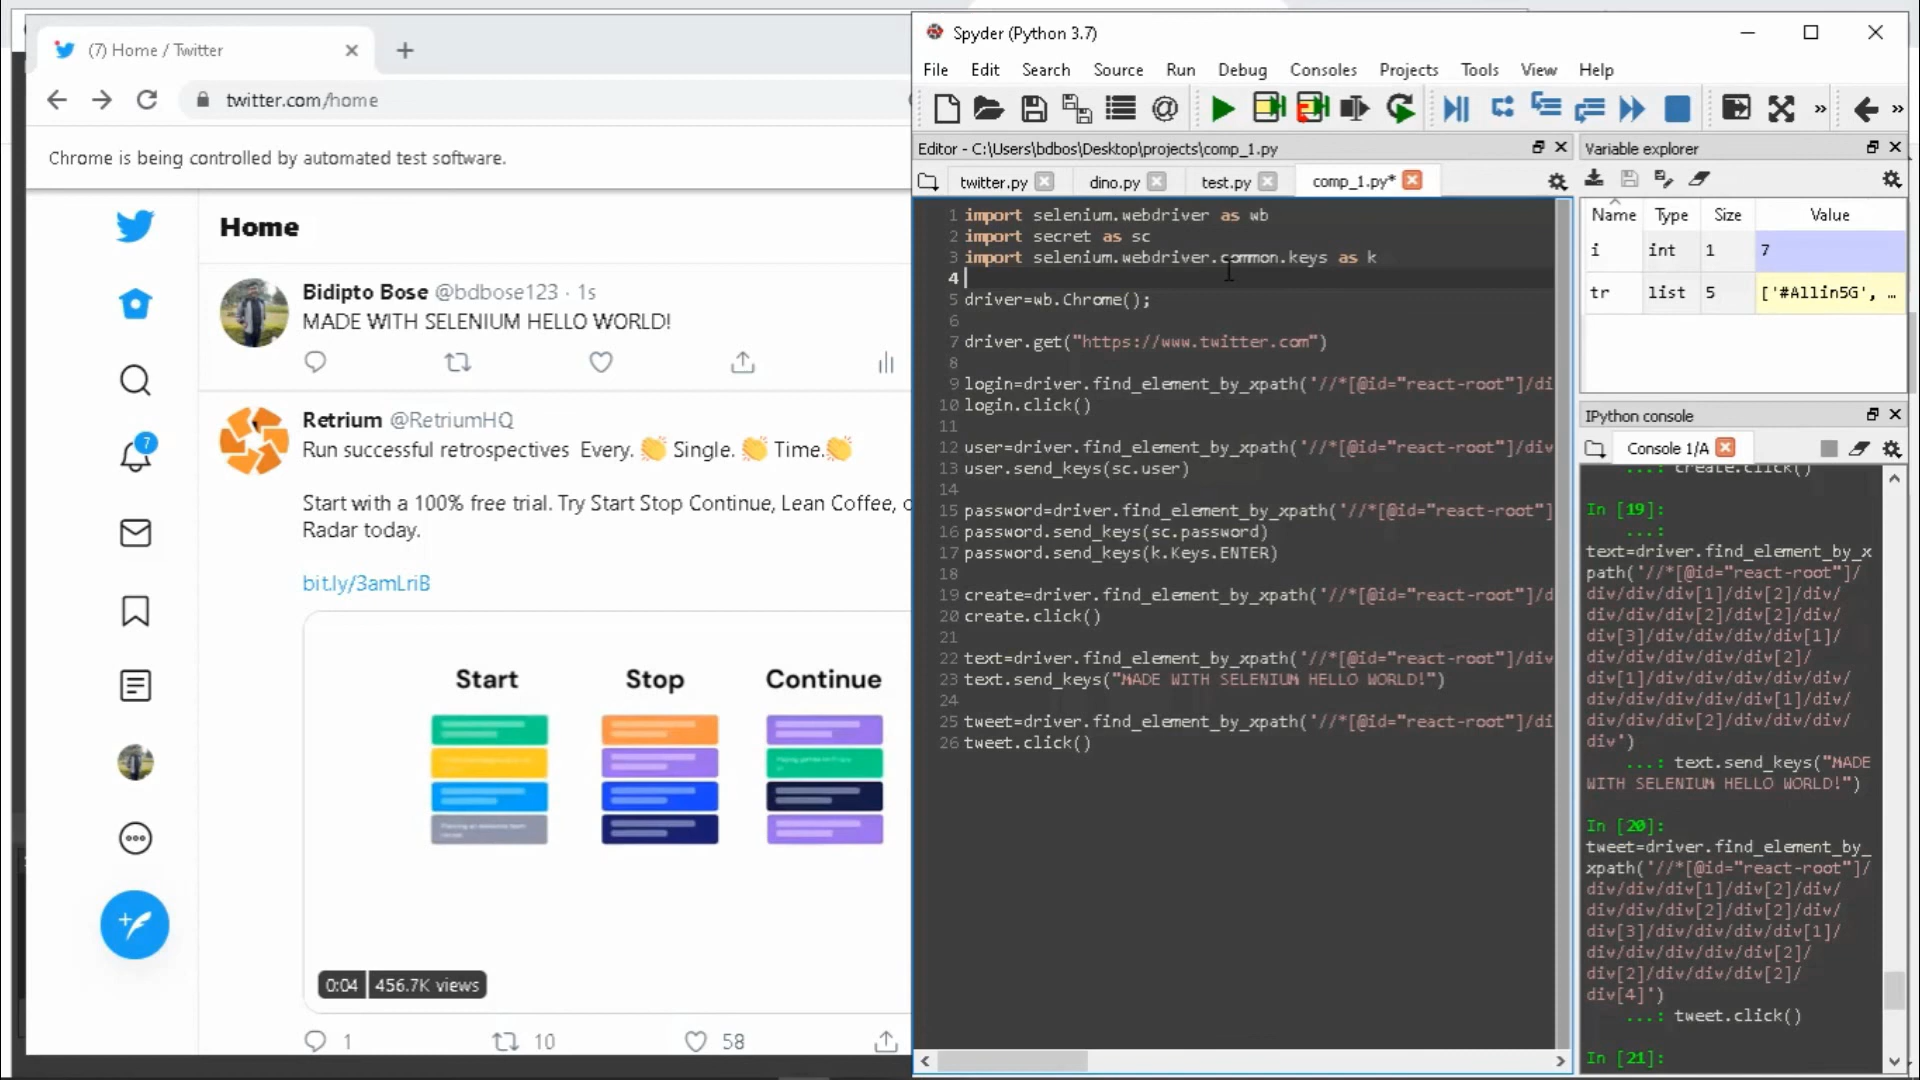 (7) Home / Twitter
twitter.com/home
Chrome is being controlled by automated test software.
Home
Bidipto Bose @bdbose123 · 1s
MADE WITH SELENIUM HELLO WORLD!
Retrium @RetriumHQ
Run successful retrospectives Every. 👏 Single. 👏 Time.👏
Start with a 100% free trial. Try Start Stop Continue, Lean Coffee,
Radar today.
bit.ly/3amLriB
7
Start Stop Continue
0:04 456.7K views
1 10 58
Spyder (Python 3.7)
File Edit Search Source Run Debug Consoles Projects Tools View Help
Editor - C:\Users\bdbos\Desktop\projects\comp_1.py
twitter.py dino.py test.py comp_1.py*
1 import selenium.webdriver as wb
2 import secret as sc
3 import selenium.webdriver.common.keys as k
4
5 driver=wb.Chrome();
6
7 driver.get("https://www.twitter.com")
8
9 login=driver.find_element_by_xpath('//*[@id="react-root"]/di
10 login.click()
11
12 user=driver.find_element_by_xpath('//*[@id="react-root"]/div
13 user.send_keys(sc.user)
14
15 password=driver.find_element_by_xpath('//*[@id="react-root"]
16 password.send_keys(sc.password)
17 password.send_keys(k.Keys.ENTER)
18
19 create=driver.find_element_by_xpath('//*[@id="react-root"]/d
20 create.click()
21
22 text=driver.find_element_by_xpath('//*[@id="react-root"]/div
23 text.send_keys("MADE WITH SELENIUM HELLO WORLD!")
24
25 tweet=driver.find_element_by_xpath('//*[@id="react-root"]/di
26 tweet.click()
Variable explorer
Name Type Size Value
i int 1 7
tr list 5 ['#Allin5G', …
IPython console
Console 1/A
...: create.click()
In [19]:
...:
text=driver.find_element_by_x
path('//*[@id="react-root"]/
div/div/div[1]/div[2]/div/
div/div[2]/div[2]/div/
div[3]/div/div/div/div[1]/
div/div/div/div/div[2]/
div[1]/div/div/div/div/div/
div/div/div/div/div[1]/div/
div/div/div[2]/div/div/div/
div')
...: text.send_keys("MADE
WITH SELENIUM HELLO WORLD!")
In [20]:
tweet=driver.find_element_by_
xpath('//*[@id="react-root"]/
div/div/div[1]/div[2]/div/
div/div[2]/div[2]/div/
div[3]/div/div/div/div[1]/
div/div/div/div/div[2]/
div[2]/div/div/div[2]/
div[4]')
...: tweet.click()
In [21]: